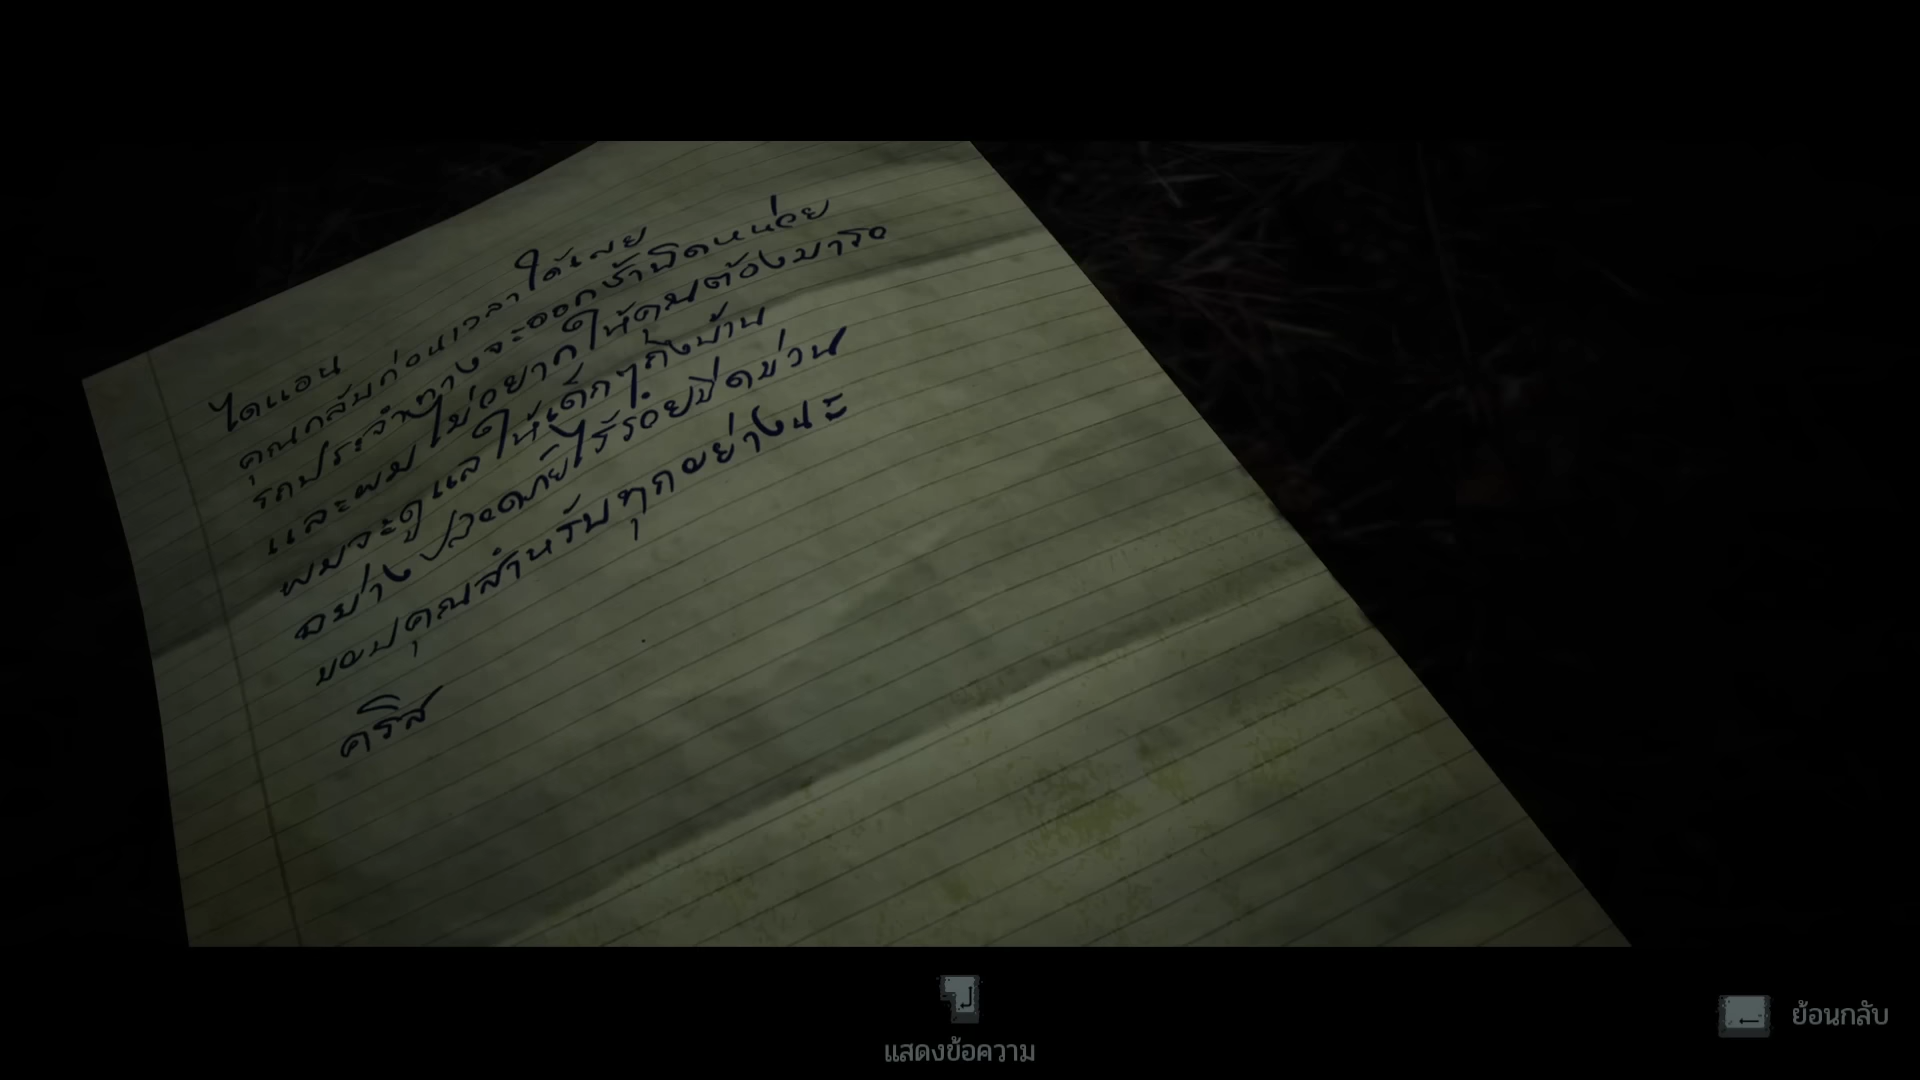 ไดแอน
คุณกลับก่อนเวลาได้เลย
รถประจำทางจะออกช้านิดหน่อย
และผมไม่อยากให้คุณต้องมารอ
ผมจะดูแลให้เด็กๆ ถึงบ้าน
อย่างปลอดภัยไร้รอยขีดข่วน
ขอบคุณสำหรับทุกอย่างนะ
คริส
แสดงข้อความ
ย้อนกลับ